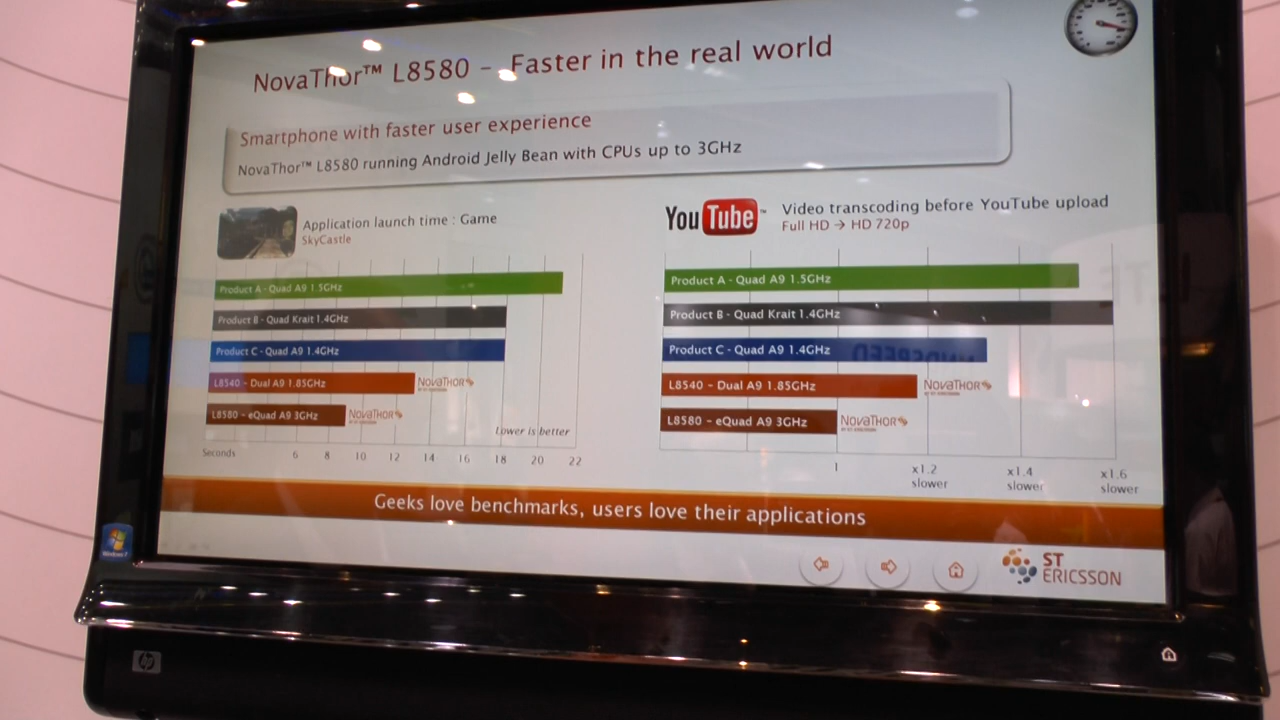 NovaThor™ L8580 – Faster in the real world
Smartphone with faster user experience
NovaThor™ L8580 running Android Jelly Bean with CPUs up to 3GHz
Application launch time : Game
SkyCastle
Product A - Quad A9 1.5GHz
Product B - Quad Krait 1.4GHz
Product C - Quad A9 1.4GHz
L8540 - Dual A9 1.85GHz
NOVATHOR
L8580 - eQuad A9 3GHz
NOVATHOR
Lower is better
Seconds 6 8 10 12 14 16 18 20 22
You Tube™
Video transcoding before YouTube upload
Full HD → HD 720p
Product A - Quad A9 1.5GHz
Product B - Quad Krait 1.4GHz
Product C - Quad A9 1.4GHz
L8540 - Dual A9 1.85GHz
NOVATHOR
L8580 - eQuad A9 3GHz
NOVATHOR
1 x1.2 x1.4 x1.6
slower slower slower
Geeks love benchmarks, users love their applications
ST
ERICSSON
Windows 7
hp